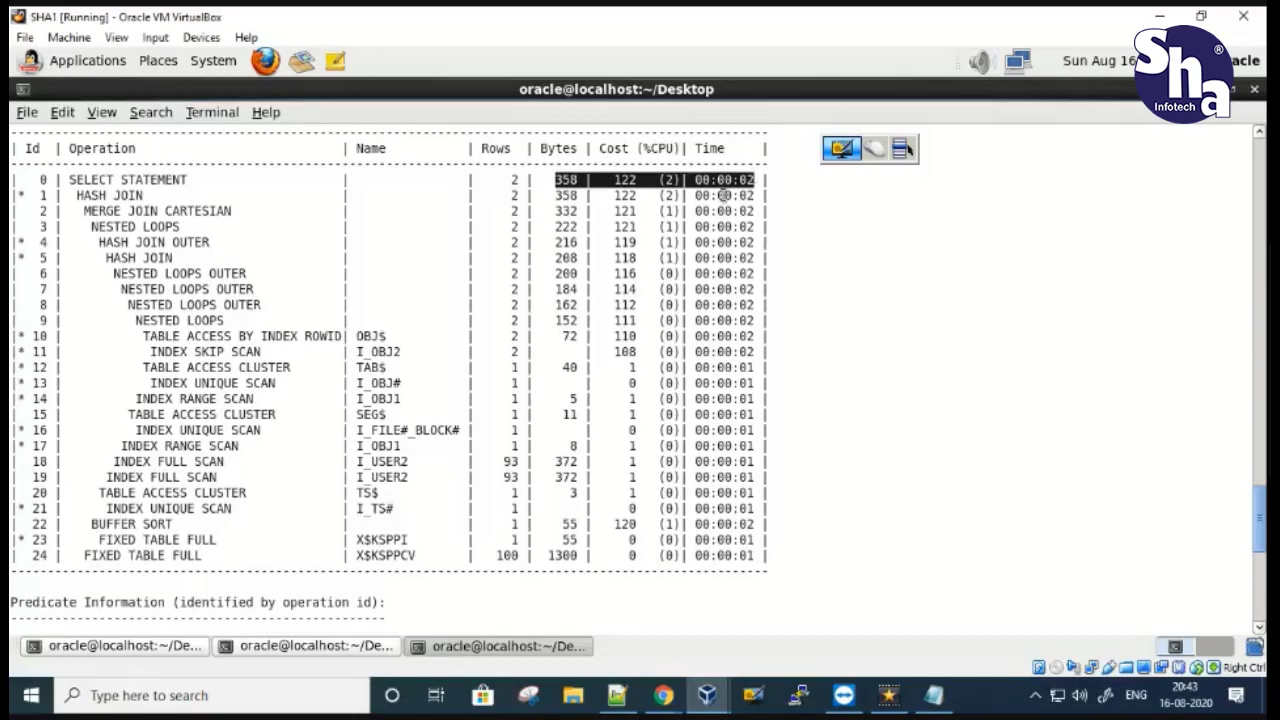 SHA1 [Running] - Oracle VM VirtualBox
File Machine View Input Devices Help
Applications Places System Sun Aug 16
acle
Sha
®
Infotech
oracle@localhost:~/Desktop
File Edit View Search Terminal Help
| Id | Operation | Name | Rows | Bytes | Cost (%CPU)| Time |
| 0 | SELECT STATEMENT | | 2 | 358 | 122 (2)| 00:00:02 |
|* 1 | HASH JOIN | | 2 | 358 | 122 (2)| 00:00:02 |
| 2 | MERGE JOIN CARTESIAN | | 2 | 332 | 121 (1)| 00:00:02 |
| 3 | NESTED LOOPS | | 2 | 222 | 121 (1)| 00:00:02 |
|* 4 | HASH JOIN OUTER | | 2 | 216 | 119 (1)| 00:00:02 |
|* 5 | HASH JOIN | | 2 | 208 | 118 (1)| 00:00:02 |
| 6 | NESTED LOOPS OUTER | | 2 | 200 | 116 (0)| 00:00:02 |
| 7 | NESTED LOOPS OUTER | | 2 | 184 | 114 (0)| 00:00:02 |
| 8 | NESTED LOOPS OUTER | | 2 | 162 | 112 (0)| 00:00:02 |
| 9 | NESTED LOOPS | | 2 | 152 | 111 (0)| 00:00:02 |
|* 10 | TABLE ACCESS BY INDEX ROWID| OBJ$ | 2 | 72 | 110 (0)| 00:00:02 |
|* 11 | INDEX SKIP SCAN | I_OBJ2 | 2 | | 108 (0)| 00:00:02 |
|* 12 | TABLE ACCESS CLUSTER | TAB$ | 1 | 40 | 1 (0)| 00:00:01 |
|* 13 | INDEX UNIQUE SCAN | I_OBJ# | 1 | | 0 (0)| 00:00:01 |
|* 14 | INDEX RANGE SCAN | I_OBJ1 | 1 | 5 | 1 (0)| 00:00:01 |
| 15 | TABLE ACCESS CLUSTER | SEG$ | 1 | 11 | 1 (0)| 00:00:01 |
|* 16 | INDEX UNIQUE SCAN | I_FILE#_BLOCK# | 1 | | 0 (0)| 00:00:01 |
|* 17 | INDEX RANGE SCAN | I_OBJ1 | 1 | 8 | 1 (0)| 00:00:01 |
| 18 | INDEX FULL SCAN | I_USER2 | 93 | 372 | 1 (0)| 00:00:01 |
| 19 | INDEX FULL SCAN | I_USER2 | 93 | 372 | 1 (0)| 00:00:01 |
| 20 | TABLE ACCESS CLUSTER | TS$ | 1 | 3 | 1 (0)| 00:00:01 |
|* 21 | INDEX UNIQUE SCAN | I_TS# | 1 | | 0 (0)| 00:00:01 |
| 22 | BUFFER SORT | | 1 | 55 | 120 (1)| 00:00:02 |
|* 23 | FIXED TABLE FULL | X$KSPPI | 1 | 55 | 0 (0)| 00:00:01 |
| 24 | FIXED TABLE FULL | X$KSPPCV | 100 | 1300 | 0 (0)| 00:00:01 |
Predicate Information (identified by operation id):
oracle@localhost:~/De... oracle@localhost:~/De... oracle@localhost:~/De...
Right Ctrl
Type here to search
ENG
20:43
16-08-2020